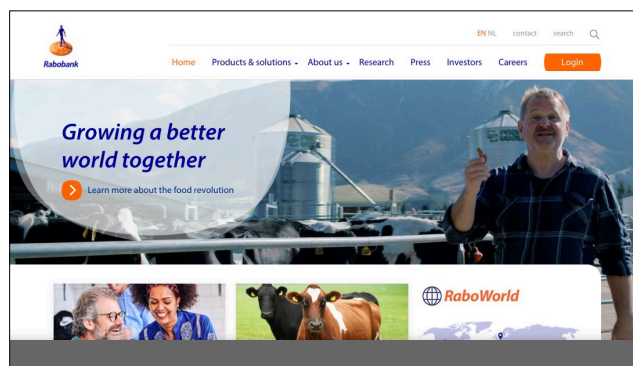 EN NL contact search
Rabobank
Home Products & solutions About us Research Press Investors Careers Login
Growing a better
world together
Learn more about the food revolution
RaboWorld